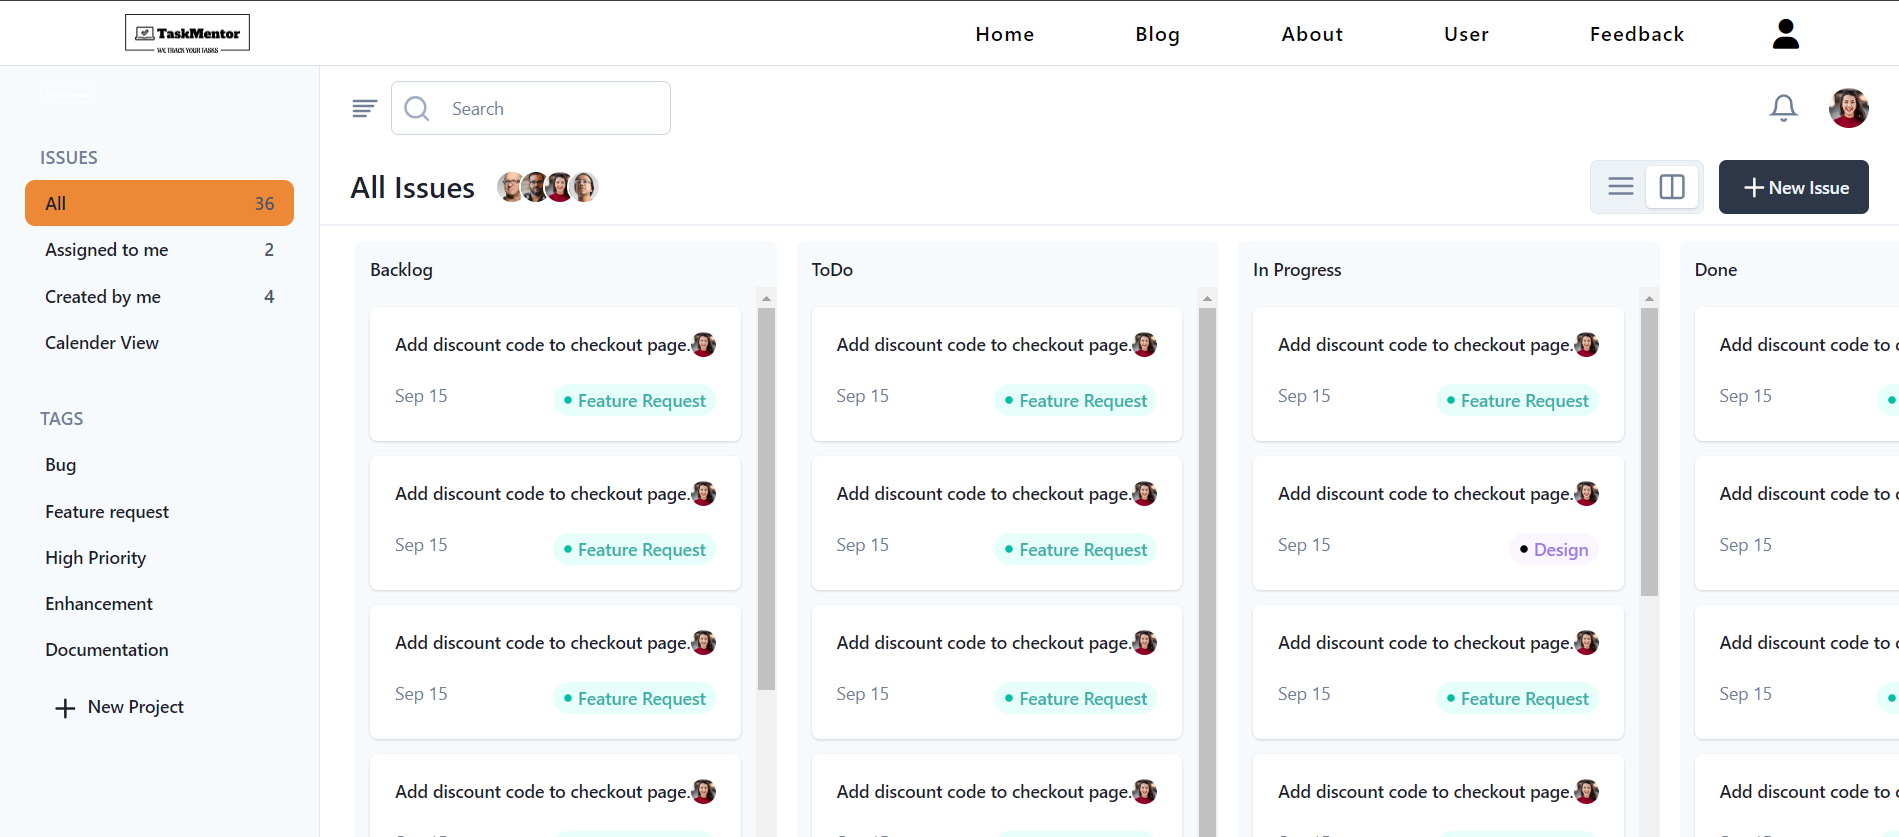 TaskMentor
WE TRACK YOUR TASKS
Home Blog About User Feedback
Search
ISSUES
All 36
Assigned to me 2
Created by me 4
Calender View
TAGS
Bug
Feature request
High Priority
Enhancement
Documentation
New Project
All Issues
New Issue
Backlog
Add discount code to checkout page.
Sep 15 Feature Request
Add discount code to checkout page.
Sep 15 Feature Request
Add discount code to checkout page.
Sep 15 Feature Request
Add discount code to checkout page.
ToDo
Add discount code to checkout page.
Sep 15 Feature Request
Add discount code to checkout page.
Sep 15 Feature Request
Add discount code to checkout page.
Sep 15 Feature Request
Add discount code to checkout page.
In Progress
Add discount code to checkout page.
Sep 15 Feature Request
Add discount code to checkout page.
Sep 15 Design
Add discount code to checkout page.
Sep 15 Feature Request
Add discount code to checkout page.
Done
Add discount code to
Sep 15
Add discount code to
Sep 15
Add discount code to
Sep 15
Add discount code to